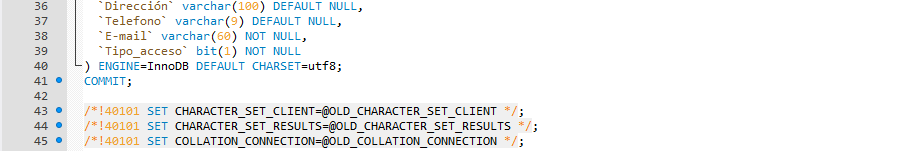 36 `Dirección` varchar(100) DEFAULT NULL,
37 `Telefono` varchar(9) DEFAULT NULL,
38 `E-mail` varchar(60) NOT NULL,
39 `Tipo_acceso` bit(1) NOT NULL
40 ) ENGINE=InnoDB DEFAULT CHARSET=utf8;
41 COMMIT;
42
43 /*!40101 SET CHARACTER_SET_CLIENT=@OLD_CHARACTER_SET_CLIENT */;
44 /*!40101 SET CHARACTER_SET_RESULTS=@OLD_CHARACTER_SET_RESULTS */;
45 /*!40101 SET COLLATION_CONNECTION=@OLD_COLLATION_CONNECTION */;